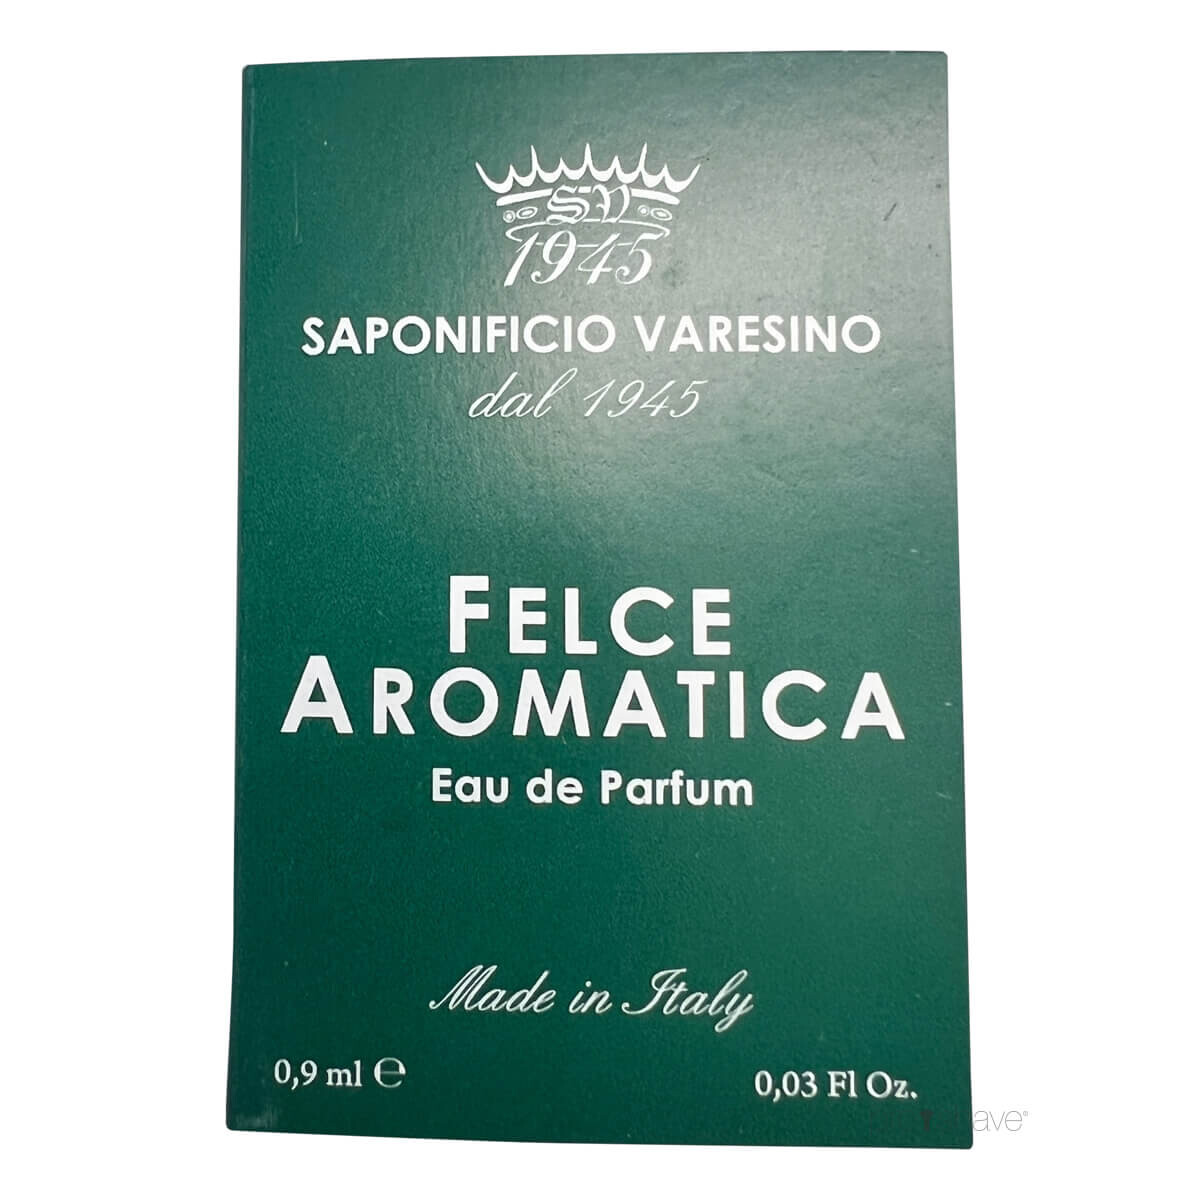 SV
1945
SAPONIFICIO VARESINO
dal 1945
FELCE
AROMATICA
Eau de Parfum
Made in Italy
0,9 ml ℮
0,03 Fl Oz.